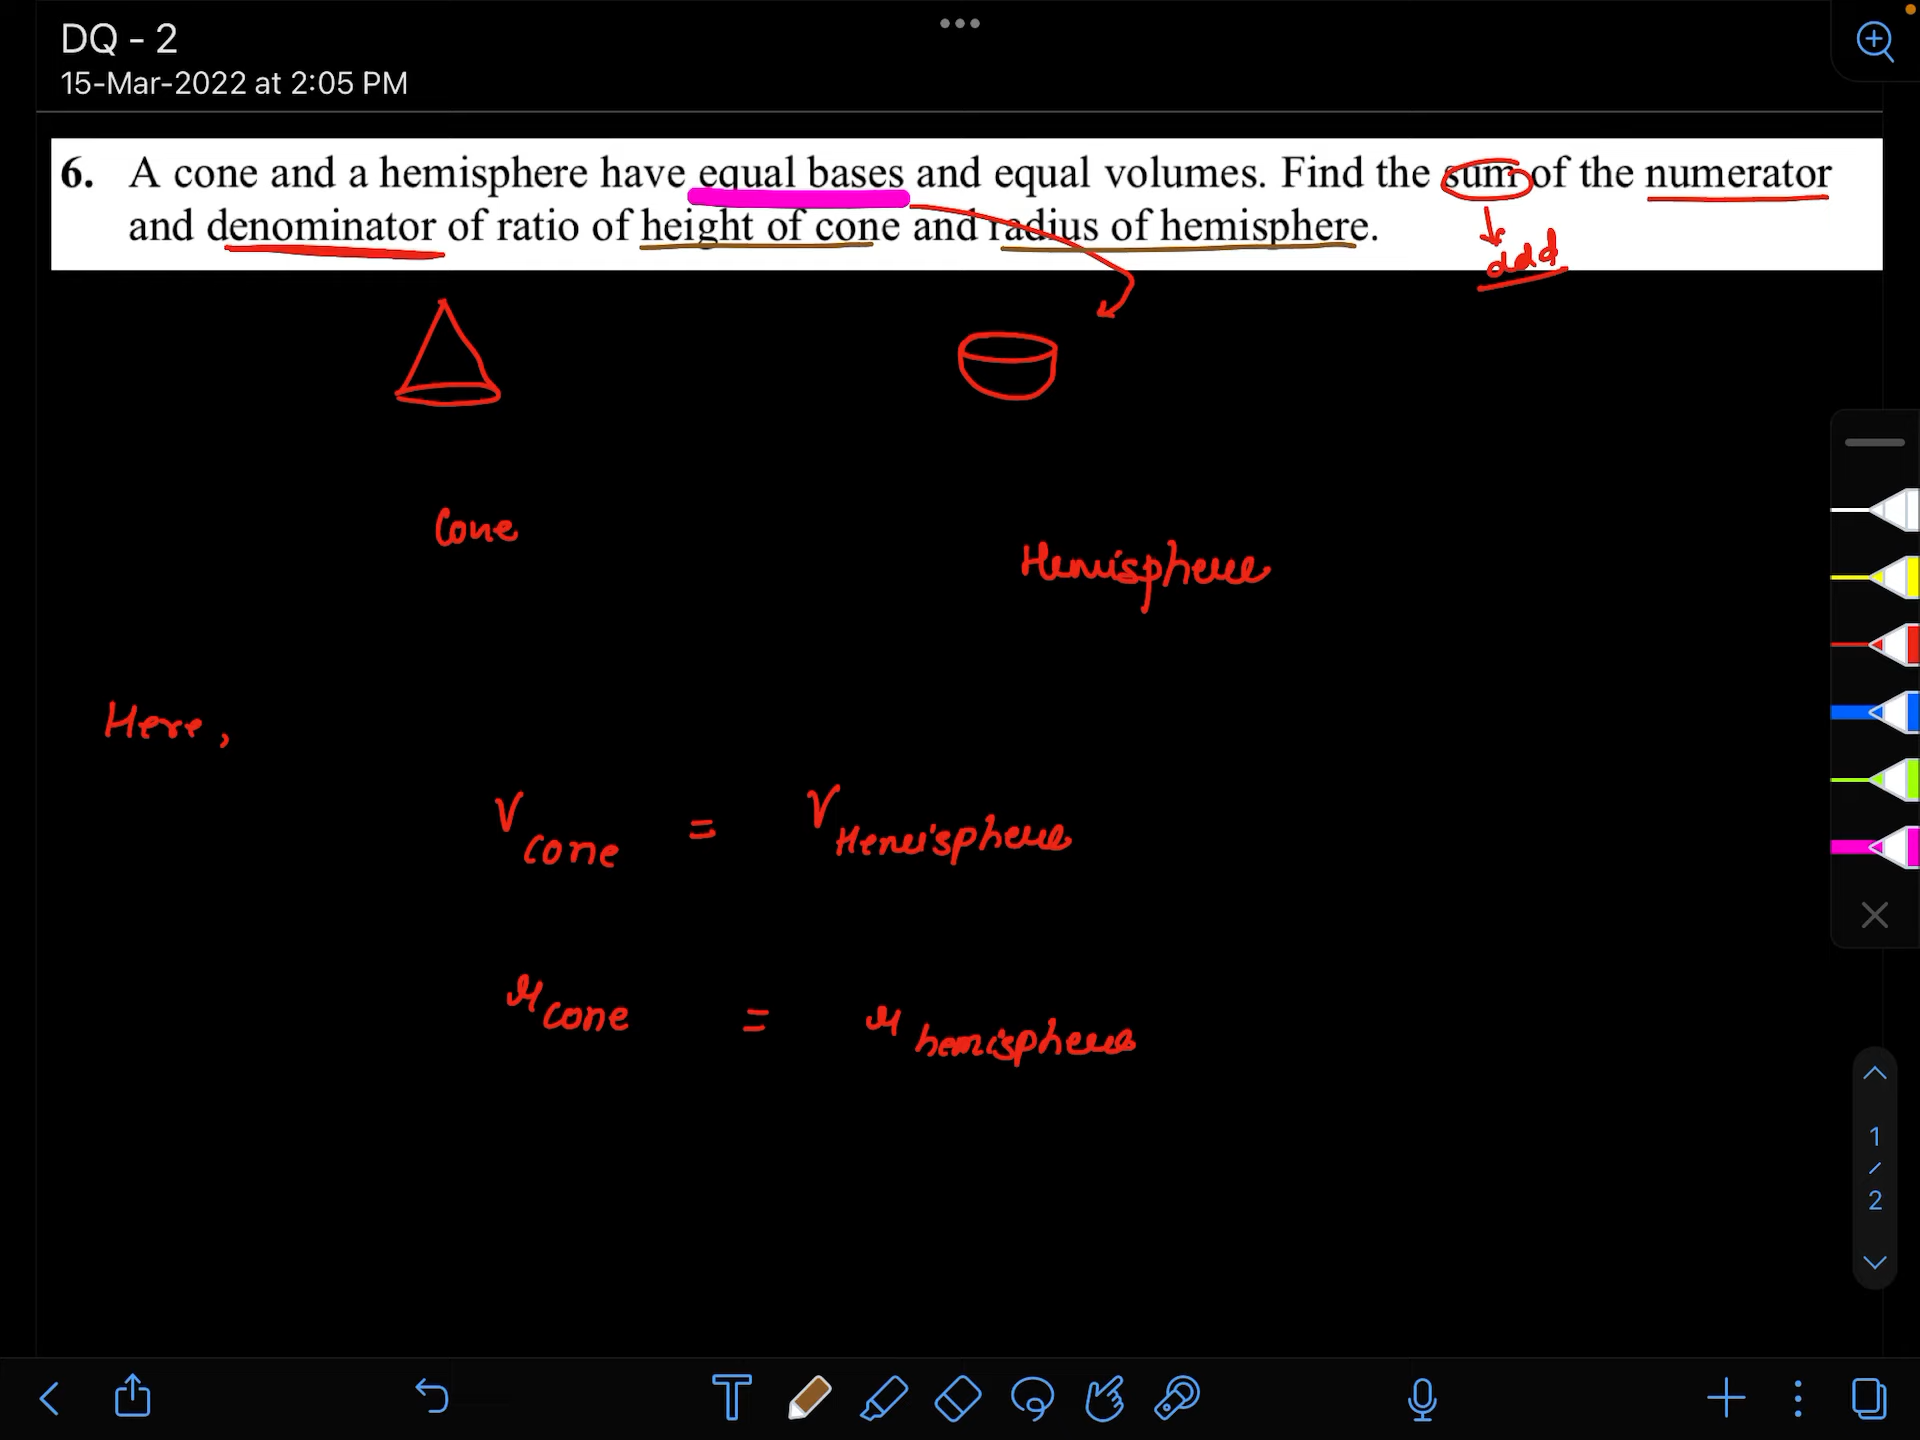 DQ - 2
15-Mar-2022 at 2:05 PM
6. A cone and a hemisphere have equal bases and equal volumes. Find the sum of the numerator
and denominator of ratio of height of cone and radius of hemisphere.
add
Cone
Hemisphere
Here,
V cone = V Hemisphere
r cone = r hemisphere
1
/
2
T